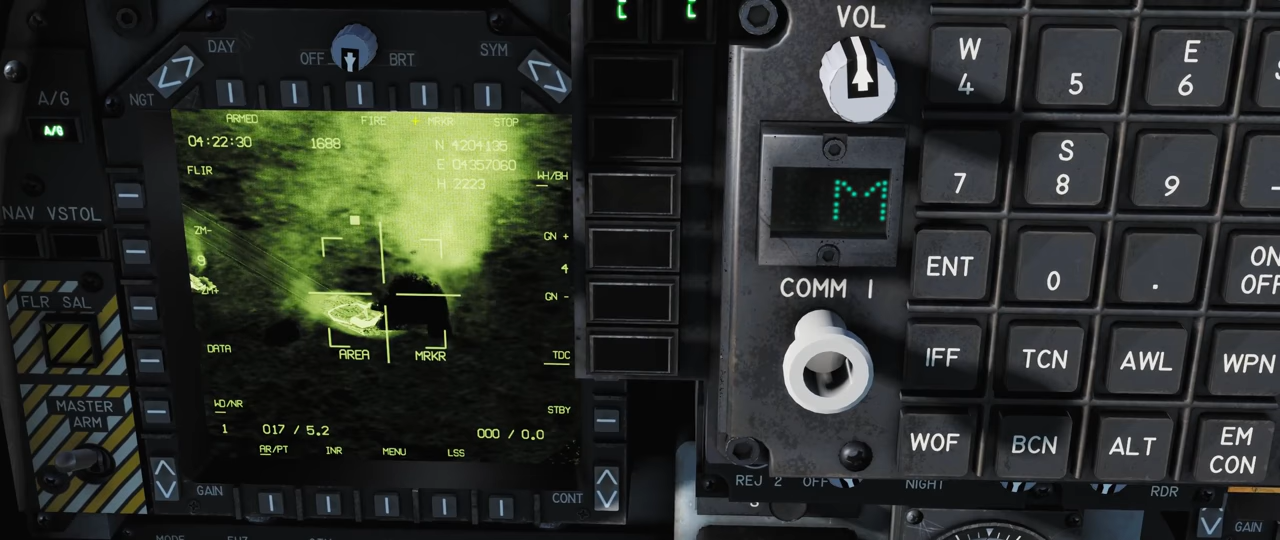 DAY
OFF
BRT
SYM
NGT
A/G
A/G
NAV VSTOL
FLR SAL
MASTER
ARM
ARMED
FIRE
+ MRKR
STOP
04:22:30
1688
N 4204135
E 04357060
H 2223
FLIR
WH/BH
ZM-
9
ZM+
GN +
4
GN -
DATA
AREA
MRKR
TDC
WD/NR
1
017 / 5.2
000 / 0.0
STBY
AR/PT
INR
MENU
LSS
GAIN
CONT
VOL
M
COMM 1
W
4
5
E
6
7
S
8
9
-
ENT
0
.
ON
OFF
IFF
TCN
AWL
WPN
WOF
BCN
ALT
EM
CON
REJ 2
OFF
NIGHT
RDR
GAIN